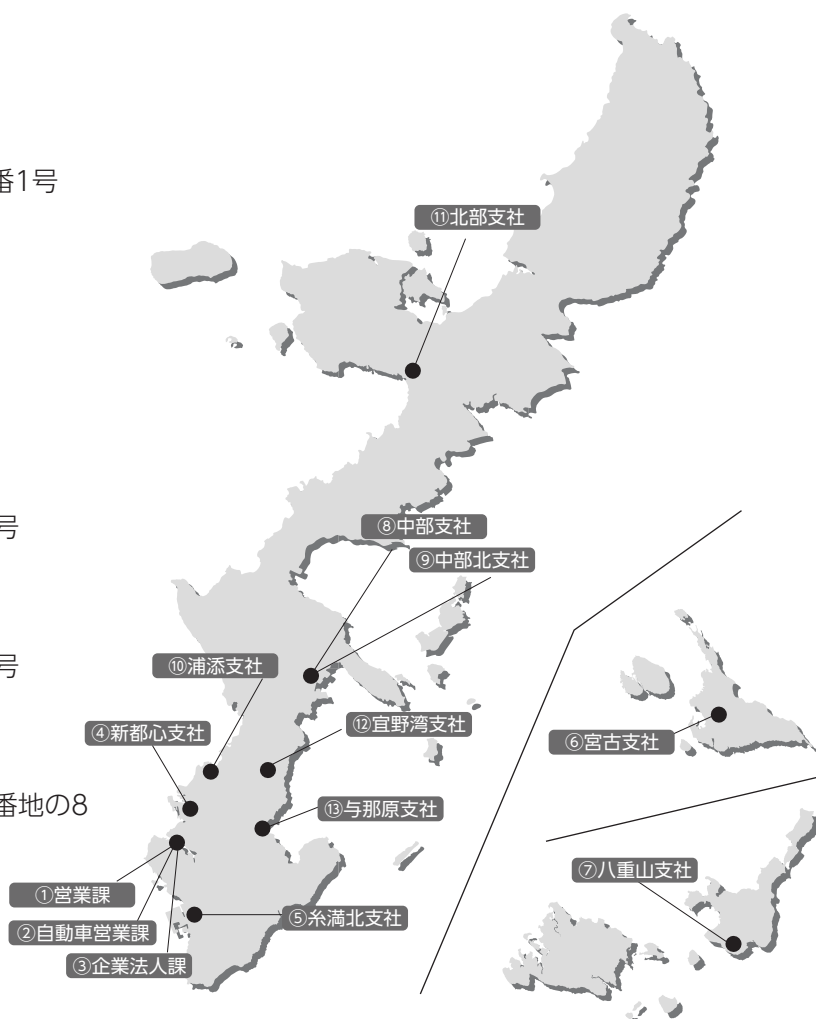 番1号
⑪北部支社
号
⑧中部支社
⑨中部北支社
⑩浦添支社
号
④新都心支社
⑫宜野湾支社
⑥宮古支社
番地の8
⑬与那原支社
⑦八重山支社
①営業課
⑤糸満北支社
②自動車営業課
③企業法人課